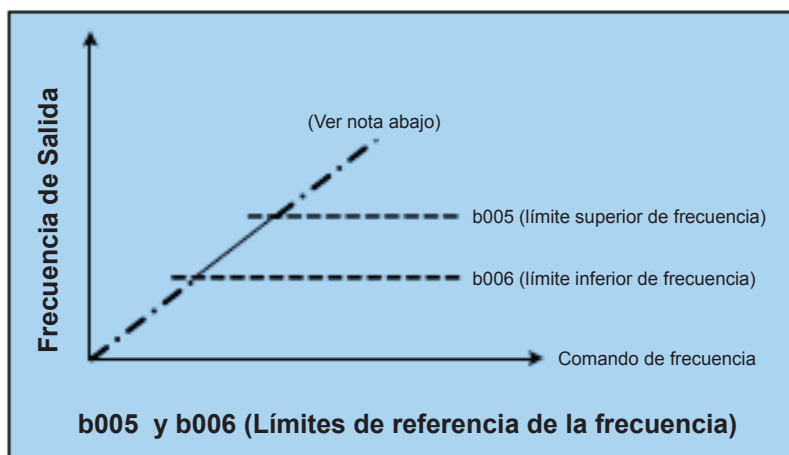 Frecuencia de Salida
(Ver nota abajo)
b005 (límite superior de frecuencia)
b006 (límite inferior de frecuencia)
Comando de frecuencia
b005 y b006 (Límites de referencia de la frecuencia)